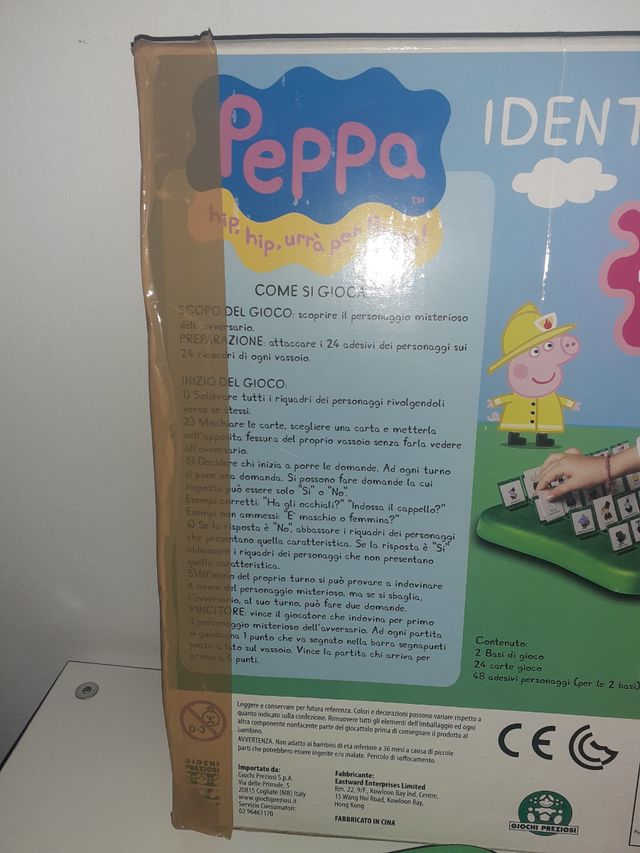 Peppa
TM
hip, hip, urrà per
IDENT
COME SI GIOCA
SCOPO DEL GIOCO: scoprire il personaggio misterioso
dell'avversario.
PREPARAZIONE: attaccare i 24 adesivi dei personaggi sui
24 riquadri di ogni vassoio.
INIZIO DEL GIOCO:
1) Sollevare tutti i riquadri dei personaggi rivolgendoli
verso se stessi.
2) Mischiare le carte, scegliere una carta e metterla
nell'apposita fessura del proprio vassoio senza farla vedere
all'avversario.
3) Decidere chi inizia a porre le domande. Ad ogni turno
si pone una domanda. Si possono fare domande la cui
risposta può essere solo "Si" o "No".
Esempi corretti: "Ha gli occhiali?" "Indossa il cappello?"
Esempi non ammessi: "E' maschio o femmina?"
4) Se la risposta è "No", abbassare i riquadri dei personaggi
che presentano quella caratteristica. Se la risposta è "Si"
abbassare i riquadri dei personaggi che non presentano
quella caratteristica.
5)All'inizio del proprio turno si può provare a indovinare
il nome del personaggio misterioso, ma se si sbaglia,
l'avversario, al suo turno, può fare due domande.
VINCITORE: vince il giocatore che indovina per primo
il personaggio misterioso dell'avversario. Ad ogni partita
si guadagna 1 punto che va segnato nella barra segnapunti
posta a lato sul vassoio. Vince la partita chi arriva per
primo a punti.
Contenuto:
2 Basi di gioco
24 carte gioco
48 adesivi personaggi (per le 2 basi)
0-3
Leggere e conservare per futura referenza. Colori e decorazioni possono variare rispetto a
quanto indicato sulla confezione. Rimuovere tutti gli elementi dell'imballaggio ed ogni
altra componente nonfacente parte del giocattolo prima di consegnare il prodotto al
bambino.
AVVERTENZA. Non adatto ai bambini di età inferiore a 36 mesi a causa di piccole
parti che potrebbero essere ingerite e/o inalate. Pericolo di soffocamento.
CE
GIOCHI
PREZIOSI
Importato da:
Giochi Preziosi S.p.A.
Via delle Primule, 5
20815 Cogliate (MB) Italy
www.giochipreziosi.it
Servizio Consumatori:
02 96461170
Fabbricante:
Eastward Enterprises Limited
Rm. 22, 9/F., Kowloon Bay Ind. Centre,
15 Wang Hoi Road, Kowloon Bay,
Hong Kong
FABBRICATO IN CINA
GIOCHI PREZIOSI